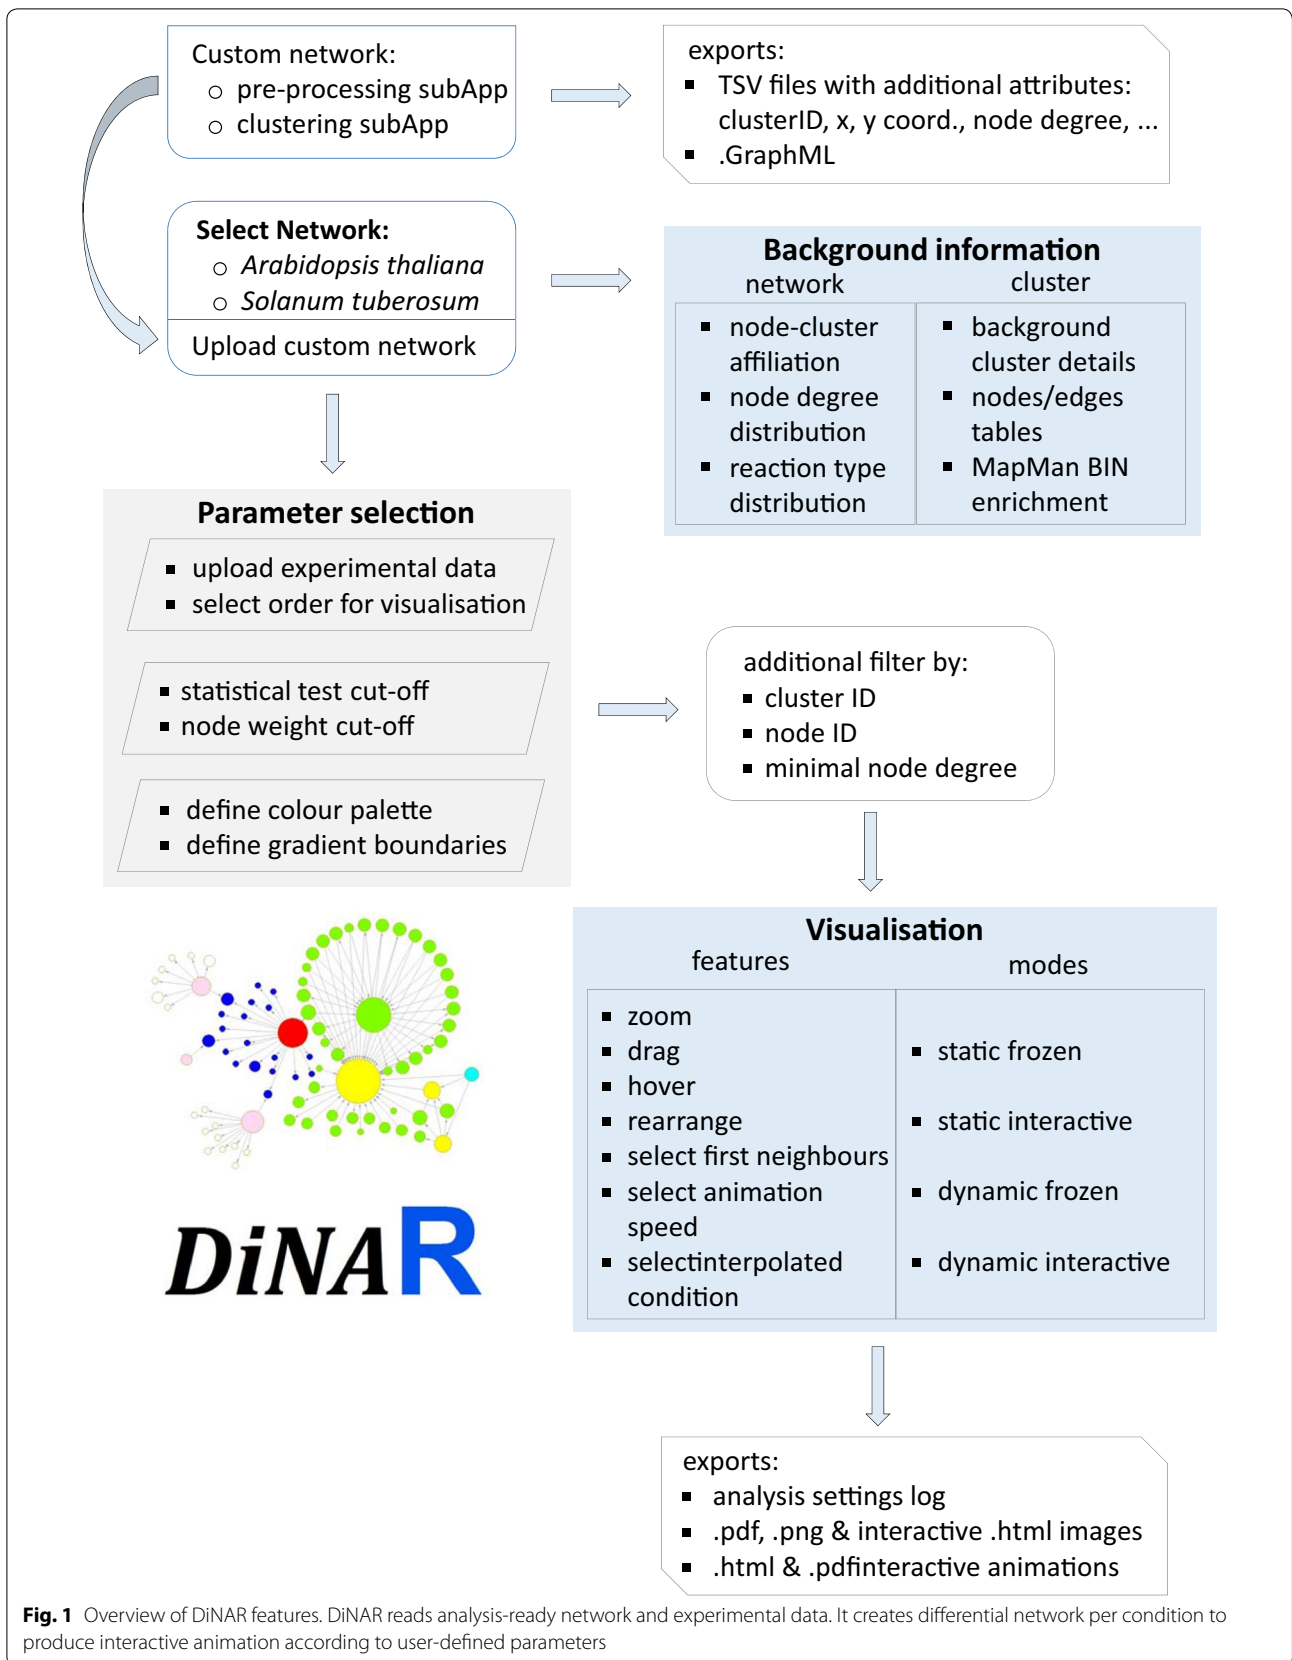 Custom network:
○ pre-processing subApp
○ clustering subApp
exports:
▪ TSV files with additional attributes:
clusterID, x, y coord., node degree, ...
▪ .GraphML
Select Network:
○ Arabidopsis thaliana
○ Solanum tuberosum
Upload custom network
Background information
network
▪ node-cluster
affiliation
▪ node degree
distribution
▪ reaction type
distribution
cluster
▪ background
cluster details
▪ nodes/edges
tables
▪ MapMan BIN
enrichment
Parameter selection
▪ upload experimental data
▪ select order for visualisation
▪ statistical test cut-off
▪ node weight cut-off
▪ define colour palette
▪ define gradient boundaries
additional filter by:
▪ cluster ID
▪ node ID
▪ minimal node degree
DiNAR
Visualisation
features
▪ zoom
▪ drag
▪ hover
▪ rearrange
▪ select first neighbours
▪ select animation
speed
▪ selectinterpolated
condition
modes
▪ static frozen
▪ static interactive
▪ dynamic frozen
▪ dynamic interactive
exports:
▪ analysis settings log
▪ .pdf, .png & interactive .html images
▪ .html & .pdfinteractive animations
Fig. 1 Overview of DiNAR features. DiNAR reads analysis-ready network and experimental data. It creates differential network per condition to
produce interactive animation according to user-defined parameters